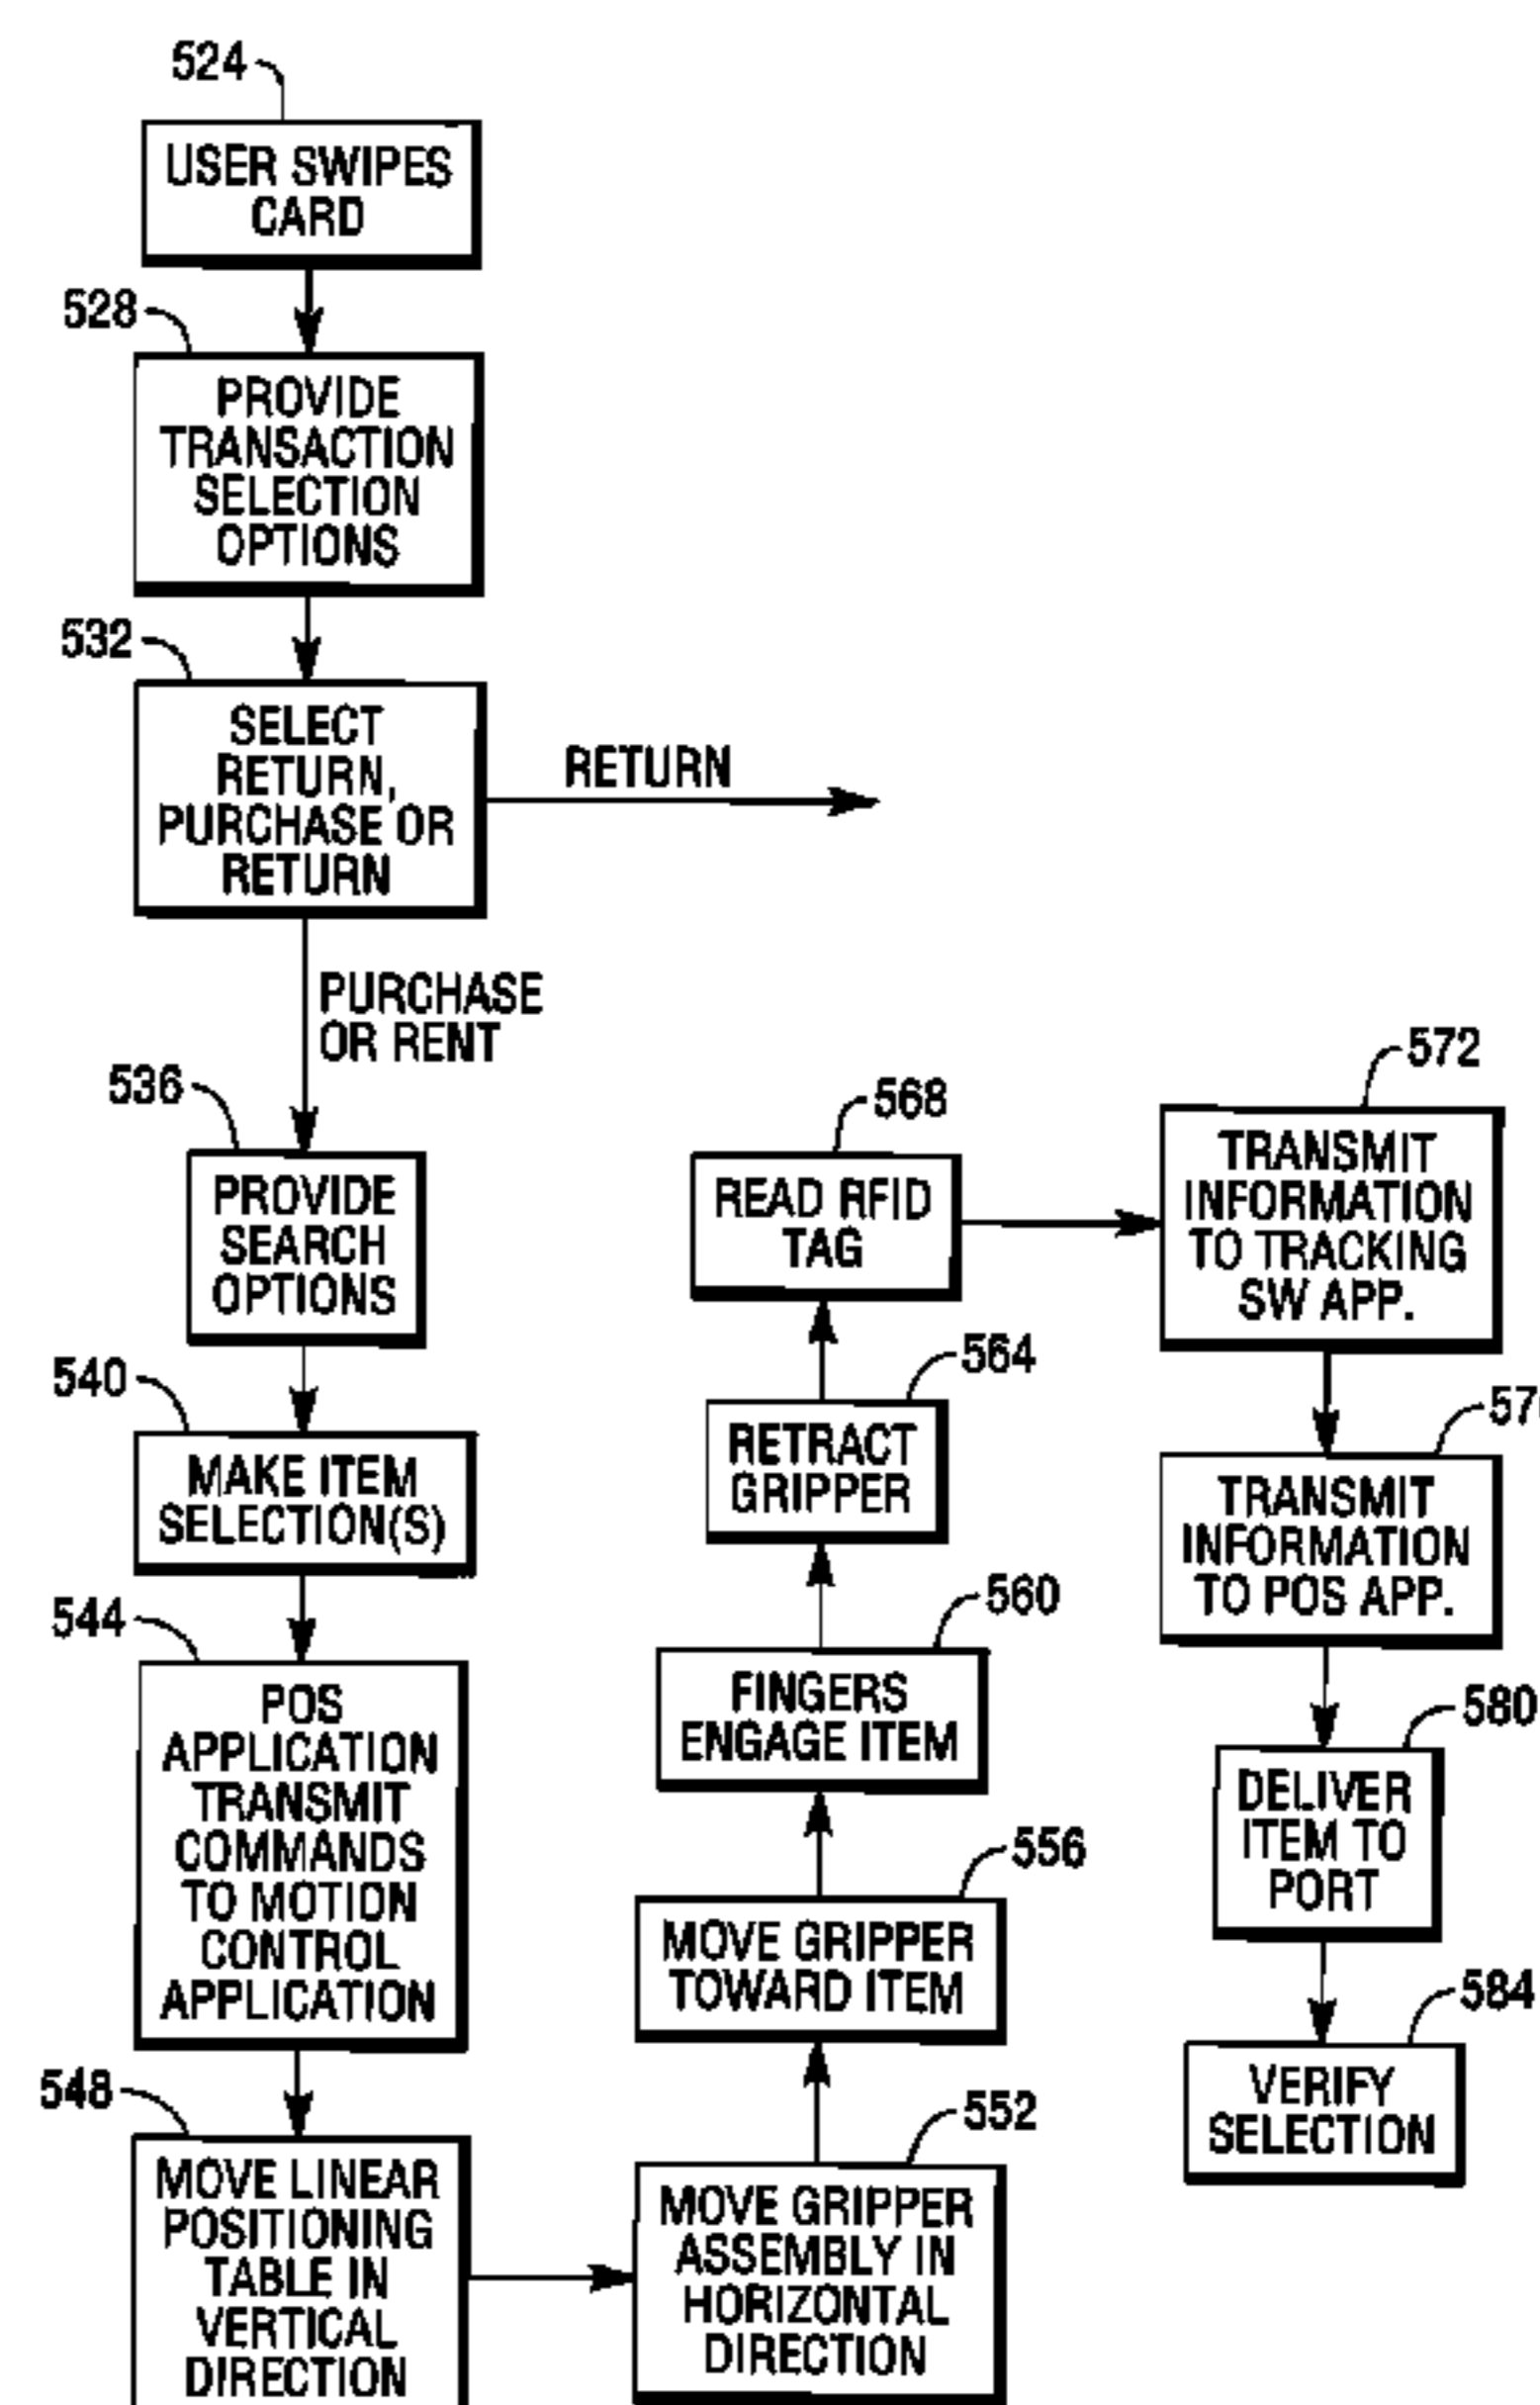 524
USER SWIPES
CARD
528
PROVIDE
TRANSACTION
SELECTION
OPTIONS
532
SELECT
RETURN,
PURCHASE OR
RETURN
RETURN
PURCHASE
OR RENT
536
PROVIDE
SEARCH
OPTIONS
540
MAKE ITEM
SELECTION(S)
544
POS
APPLICATION
TRANSMIT
COMMANDS
TO MOTION
CONTROL
APPLICATION
548
MOVE LINEAR
POSITIONING
TABLE IN
VERTICAL
DIRECTION
552
MOVE GRIPPER
ASSEMBLY IN
HORIZONTAL
DIRECTION
556
MOVE GRIPPER
TOWARD ITEM
560
FINGERS
ENGAGE ITEM
564
RETRACT
GRIPPER
568
READ RFID
TAG
572
TRANSMIT
INFORMATION
TO TRACKING
SW APP.
TRANSMIT
INFORMATION
TO POS APP.
580
DELIVER
ITEM TO
PORT
584
VERIFY
SELECTION